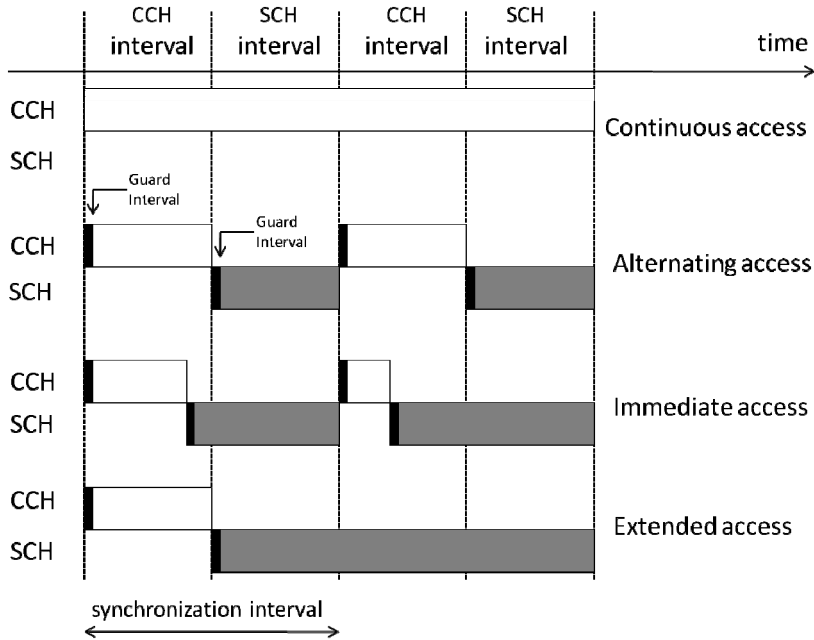 CCH SCH CCH SCH
interval interval interval interval
time
CCH
Continuous access
SCH
Guard
Interval
CCH
Guard
Interval
Alternating access
SCH
CCH
Immediate access
SCH
CCH
Extended access
SCH
synchronization interval